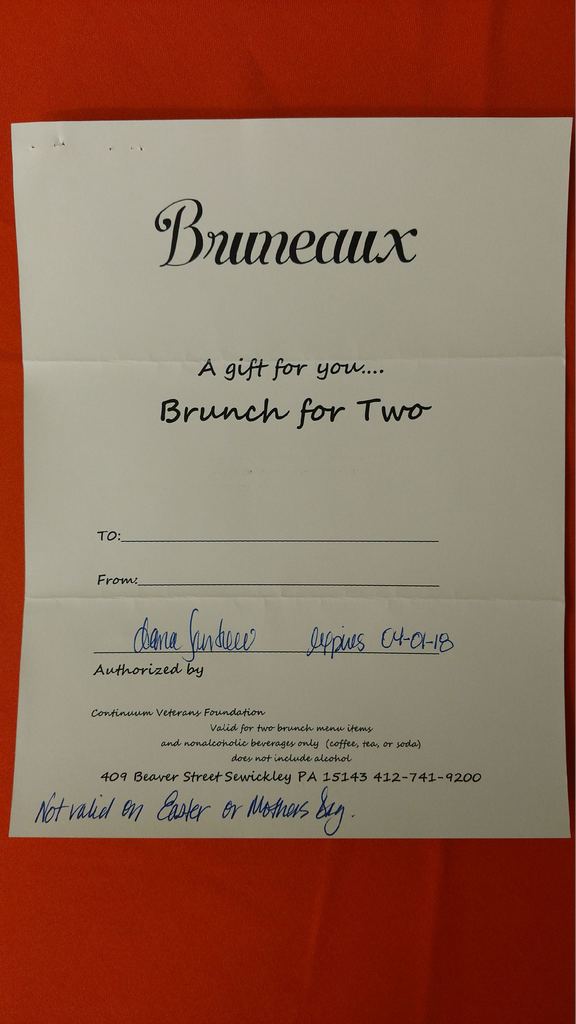 Bruneaux
A gift for you....
Brunch for Two
TO:
From:
expires 04-01-18
Authorized by
Continuum Veterans Foundation
Valid for two brunch menu items
and nonalcoholic beverages only (coffee, tea, or soda)
does not include alcohol
409 Beaver Street Sewickley PA 15143 412-741-9200
Not valid on Easter or Mothers Day.